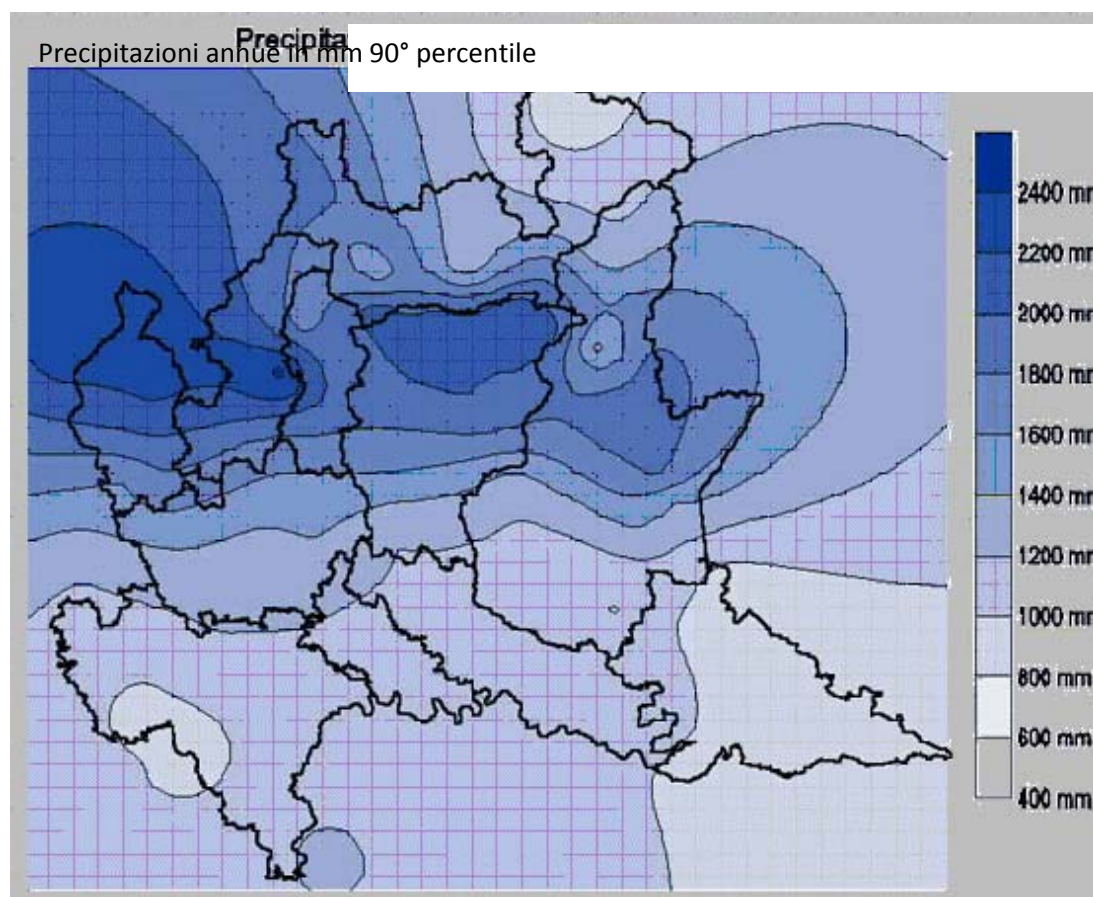 Precipita
Precipitazioni annue in mm 90° percentile
2400 mm
2200 mm
2000 mm
1800 mm
1600 mm
1400 mm
1200 mm
1000 mm
800 mm
600 mm
400 mm